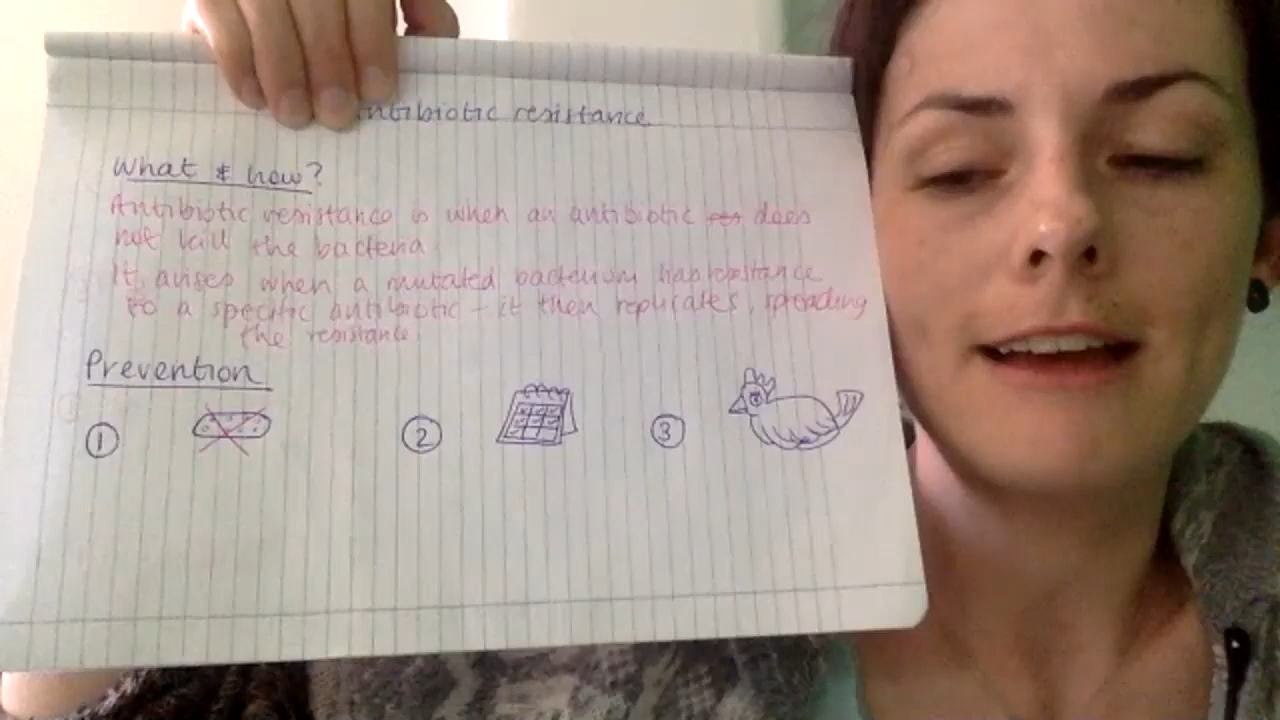 ntibiotic resistance
What & how?
Antibiotic resistance is when an antibiotic does
not kill the bacteria.
It arises when a mutated bacterium has resistance
to a specific antibiotic - it then replicates, spreading
the resistance.
Prevention
1 2 3